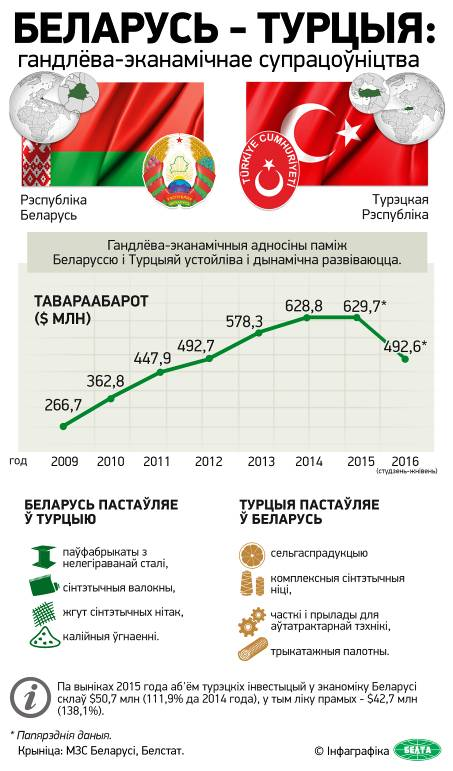 БЕЛАРУСЬ - ТУРЦЫЯ:
гандлёва-эканамічнае супрацоўніцтва
TÜRKİYE CUMHURİYETİ
Рэспубліка
Беларусь
Турэцкая
Рэспубліка
Гандлёва-эканамічныя адносіны паміж
Беларуссю і Турцыяй устойліва і дынамічна развіваюцца.
ТАВАРААБАРОТ
($ МЛН)
266,7
362,8
447,9
492,7
578,3
628,8
629,7*
492,6*
год
2009
2010
2011
2012
2013
2014
2015
2016
(студзень-жнівень)
БЕЛАРУСЬ ПАСТАЎЛЯЕ
Ў ТУРЦЫЮ
паўфабрыкаты з
нелегіраванай сталі,
сінтэтычныя валокны,
жгут сінтэтычных нітак,
калійныя ўгнаенні.
ТУРЦЫЯ ПАСТАЎЛЯЕ
Ў БЕЛАРУСЬ
сельгаспрадукцыю
комплексныя сінтэтычныя
ніці,
часткі і прылады для
аўтатрактарнай тэхнікі,
трыкатажныя палотны.
Па выніках 2015 года аб'ём турэцкіх інвестыцый у эканоміку Беларусі
склаў $50,7 млн (111,9% да 2014 года), у тым ліку прамых - $42,7 млн
(138,1%).
* Папярэднія даныя.
Крыніца: МЗС Беларусі, Белстат.
© Інфаграфіка
БЕЛТА